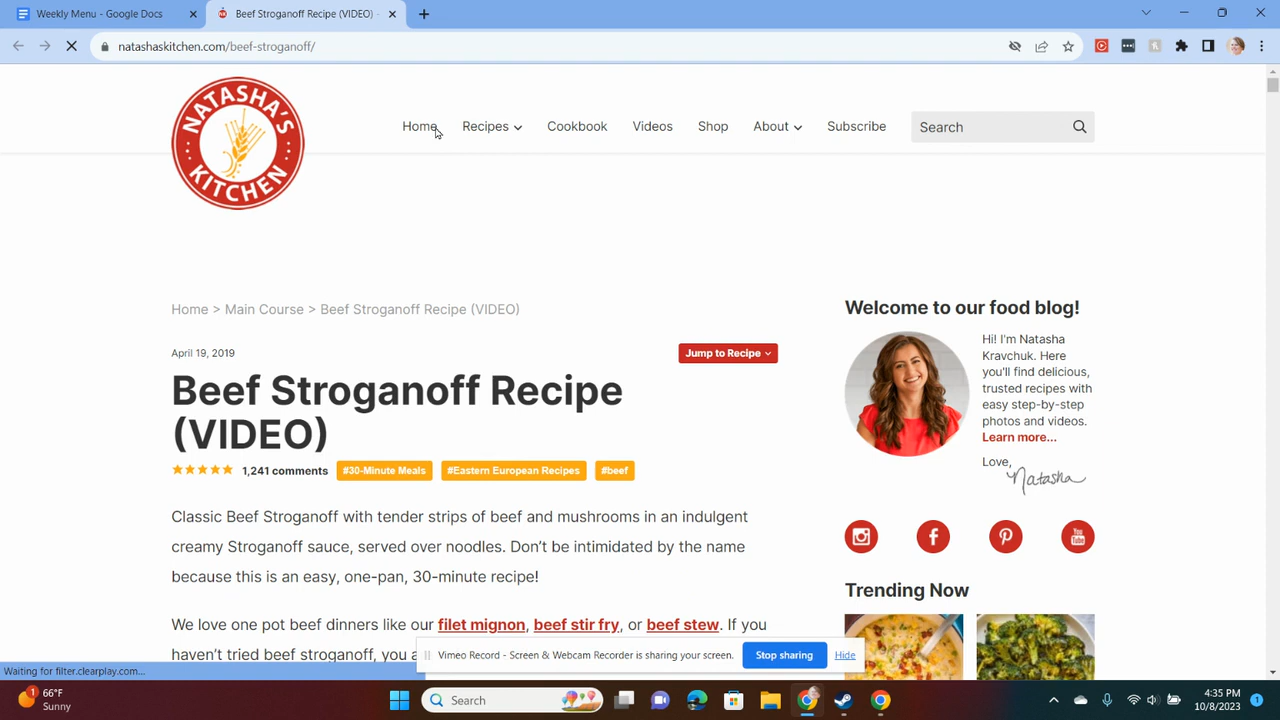 Weekly Menu - Google Docs
Beef Stroganoff Recipe (VIDEO) -
natashaskitchen.com/beef-stroganoff/
NATASHA'S
KITCHEN
Home
Recipes
Cookbook
Videos
Shop
About
Subscribe
Search
Home > Main Course > Beef Stroganoff Recipe (VIDEO)
Welcome to our food blog!
April 19, 2019
Jump to Recipe
Hi! I'm Natasha
Kravchuk. Here
you'll find delicious,
trusted recipes with
easy step-by-step
photos and videos.
Learn more...
Love,
Natasha
Beef Stroganoff Recipe
(VIDEO)
1,241 comments
#30-Minute Meals
#Eastern European Recipes
#beef
Classic Beef Stroganoff with tender strips of beef and mushrooms in an indulgent
creamy Stroganoff sauce, served over noodles. Don't be intimidated by the name
because this is an easy, one-pan, 30-minute recipe!
You Tube
Trending Now
We love one pot beef dinners like our filet mignon, beef stir fry, or beef stew. If you
haven't tried beef stroganoff, you a
Vimeo Record - Screen & Webcam Recorder is sharing your screen.
Stop sharing
Hide
Waiting for filter.clearplay.com...
1
66°F
Sunny
Search
4:35 PM
10/8/2023
1